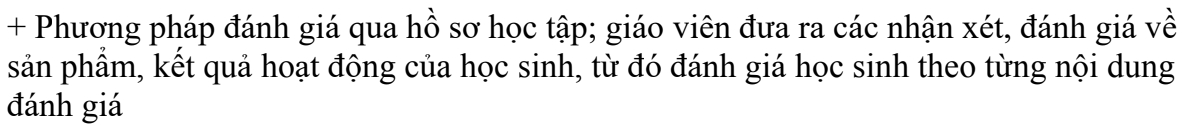 + Phương pháp đánh giá qua hồ sơ học tập; giáo viên đưa ra các nhận xét, đánh giá về
sản phẩm, kết quả hoạt động của học sinh, từ đó đánh giá học sinh theo từng nội dung
đánh giá